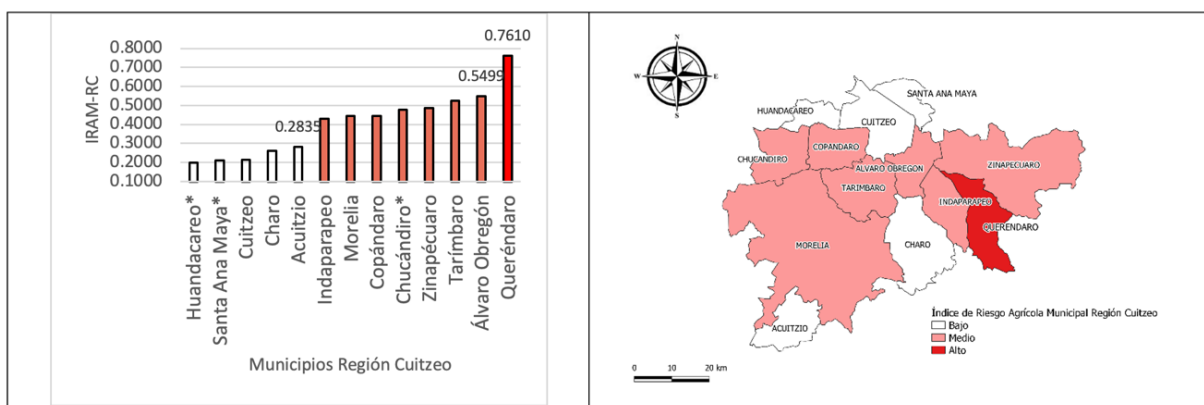 0.8000
0.7000
0.6000
0.5000
0.4000
0.3000
0.2000
0.1000
IRAM-RC
0.2835
0.5499
0.7610
Huandacareo*
Santa Ana Maya*
Cuitzeo
Charo
Acuitzio
Indaparapeo
Morelia
Copándaro
Chucándiro*
Zinapécuaro
Tarímbaro
Álvaro Obregón
Queréndaro
Municipios Región Cuitzeo
N
W
E
S
SANTA ANA MAYA
HUANDACAREO
CUITZEO
COPANDARO
CHUCANDIRO
ZINAPECUARO
ALVARO OBREGON
TARIMBARO
INDAPARAPEU
QUERENDARO
MORELIA
CHARO
ACUITZIO
Índice de Riesgo Agrícola Municipal Región Cuitzeo
Bajo
Medio
Alto
0 10 20 km